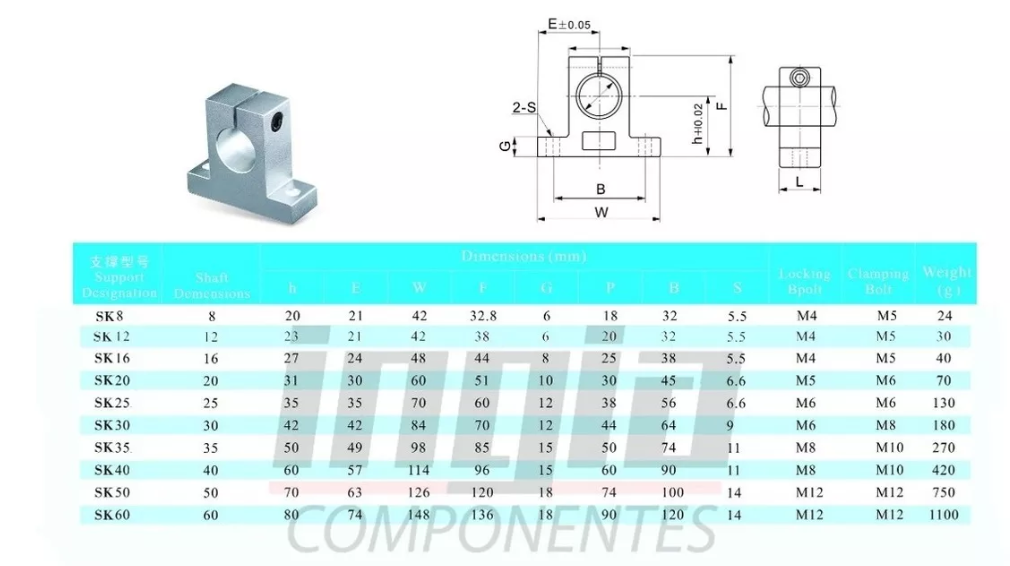 E±0.05
2-S
G
F
h±0.02
B
W
L
支撑型号
Support
Designation
Shaft
Demensions
Dimensions (mm)
Locking
Bpolt
Clamping
Bolt
Weight
(g)
h E W F G P B S
SK8 8 20 21 42 32.8 6 18 32 5.5 M4 M5 24
SK12 12 23 21 42 38 6 20 32 5.5 M4 M5 30
SK16 16 27 24 48 44 8 25 38 5.5 M4 M5 40
SK20 20 31 30 60 51 10 30 45 6.6 M5 M6 70
SK25 25 35 35 70 60 12 38 56 6.6 M6 M6 130
SK30 30 42 42 84 70 12 44 64 9 M6 M8 180
SK35 35 50 49 98 85 15 50 74 11 M8 M10 270
SK40 40 60 57 114 96 15 60 90 11 M8 M10 420
SK50 50 70 63 126 120 18 74 100 14 M12 M12 750
SK60 60 80 74 148 136 18 90 120 14 M12 M12 1100
COMPONENTES